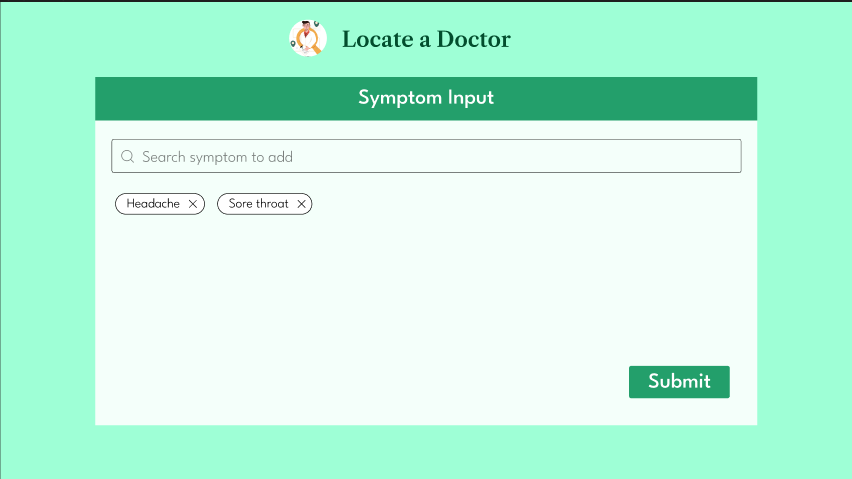 Locate a Doctor
Symptom Input
Search symptom to add
Headache
Sore throat
Submit